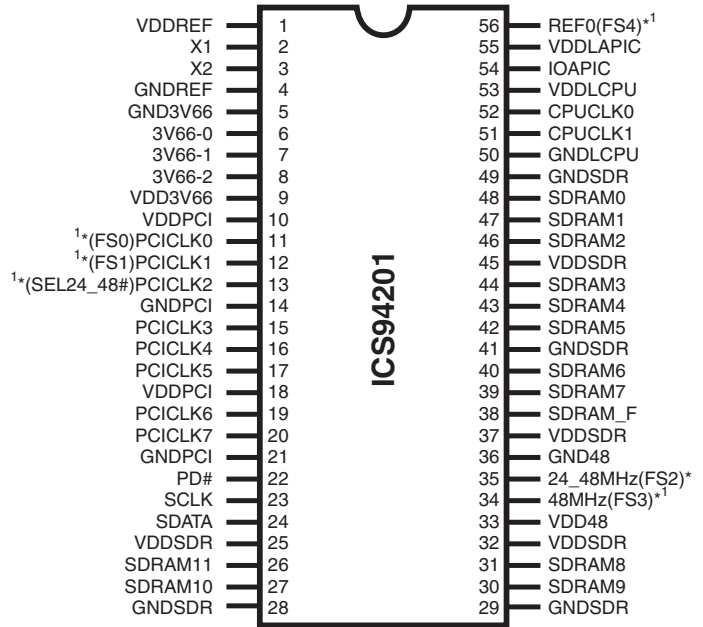 VDDREF 1 56 REF0(FS4)*¹
X1 2 55 VDDLAPIC
X2 3 54 IOAPIC
GNDREF 4 53 VDDLCPU
GND3V66 5 52 CPUCLK0
3V66-0 6 51 CPUCLK1
3V66-1 7 50 GNDLCPU
3V66-2 8 49 GNDSDR
VDD3V66 9 48 SDRAM0
VDDPCI 10 47 SDRAM1
¹*(FS0)PCICLK0 11 46 SDRAM2
¹*(FS1)PCICLK1 12 45 VDDSDR
¹*(SEL24_48#)PCICLK2 13 44 SDRAM3
GNDPCI 14 43 SDRAM4
PCICLK3 15 42 SDRAM5
PCICLK4 16 41 GNDSDR
PCICLK5 17 40 SDRAM6
VDDPCI 18 39 SDRAM7
PCICLK6 19 38 SDRAM_F
PCICLK7 20 37 VDDSDR
GNDPCI 21 36 GND48
PD# 22 35 24_48MHz(FS2)*
SCLK 23 34 48MHz(FS3)*¹
SDATA 24 33 VDD48
VDDSDR 25 32 VDDSDR
SDRAM11 26 31 SDRAM8
SDRAM10 27 30 SDRAM9
GNDSDR 28 29 GNDSDR
ICS94201